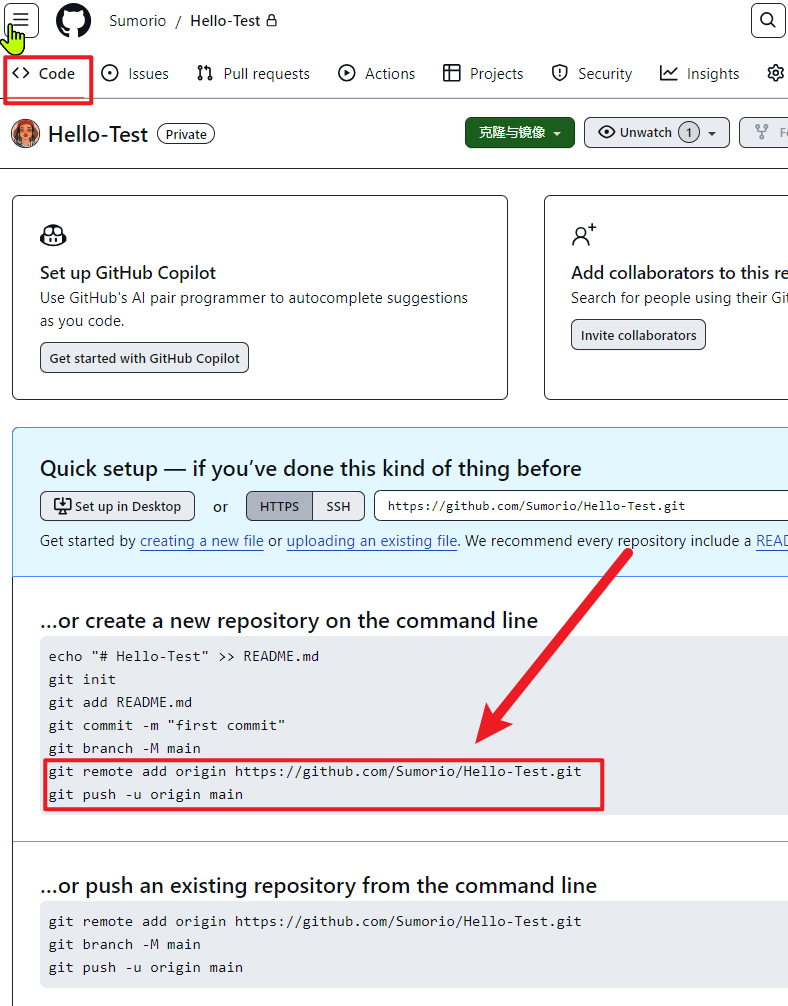 Sumorio / Hello-Test
Code Issues Pull requests Actions Projects Security Insights
Hello-Test Private 克隆与镜像 Unwatch 1
Set up GitHub Copilot
Use GitHub's AI pair programmer to autocomplete suggestions
as you code.
Get started with GitHub Copilot
Add collaborators to this
Search for people using their
Invite collaborators
Quick setup — if you’ve done this kind of thing before
Set up in Desktop or HTTPS SSH https://github.com/Sumorio/Hello-Test.git
Get started by creating a new file or uploading an existing file. We recommend every repository include a
...or create a new repository on the command line
echo "# Hello-Test" >> README.md
git init
git add README.md
git commit -m "first commit"
git branch -M main
git remote add origin https://github.com/Sumorio/Hello-Test.git
git push -u origin main
...or push an existing repository from the command line
git remote add origin https://github.com/Sumorio/Hello-Test.git
git branch -M main
git push -u origin main